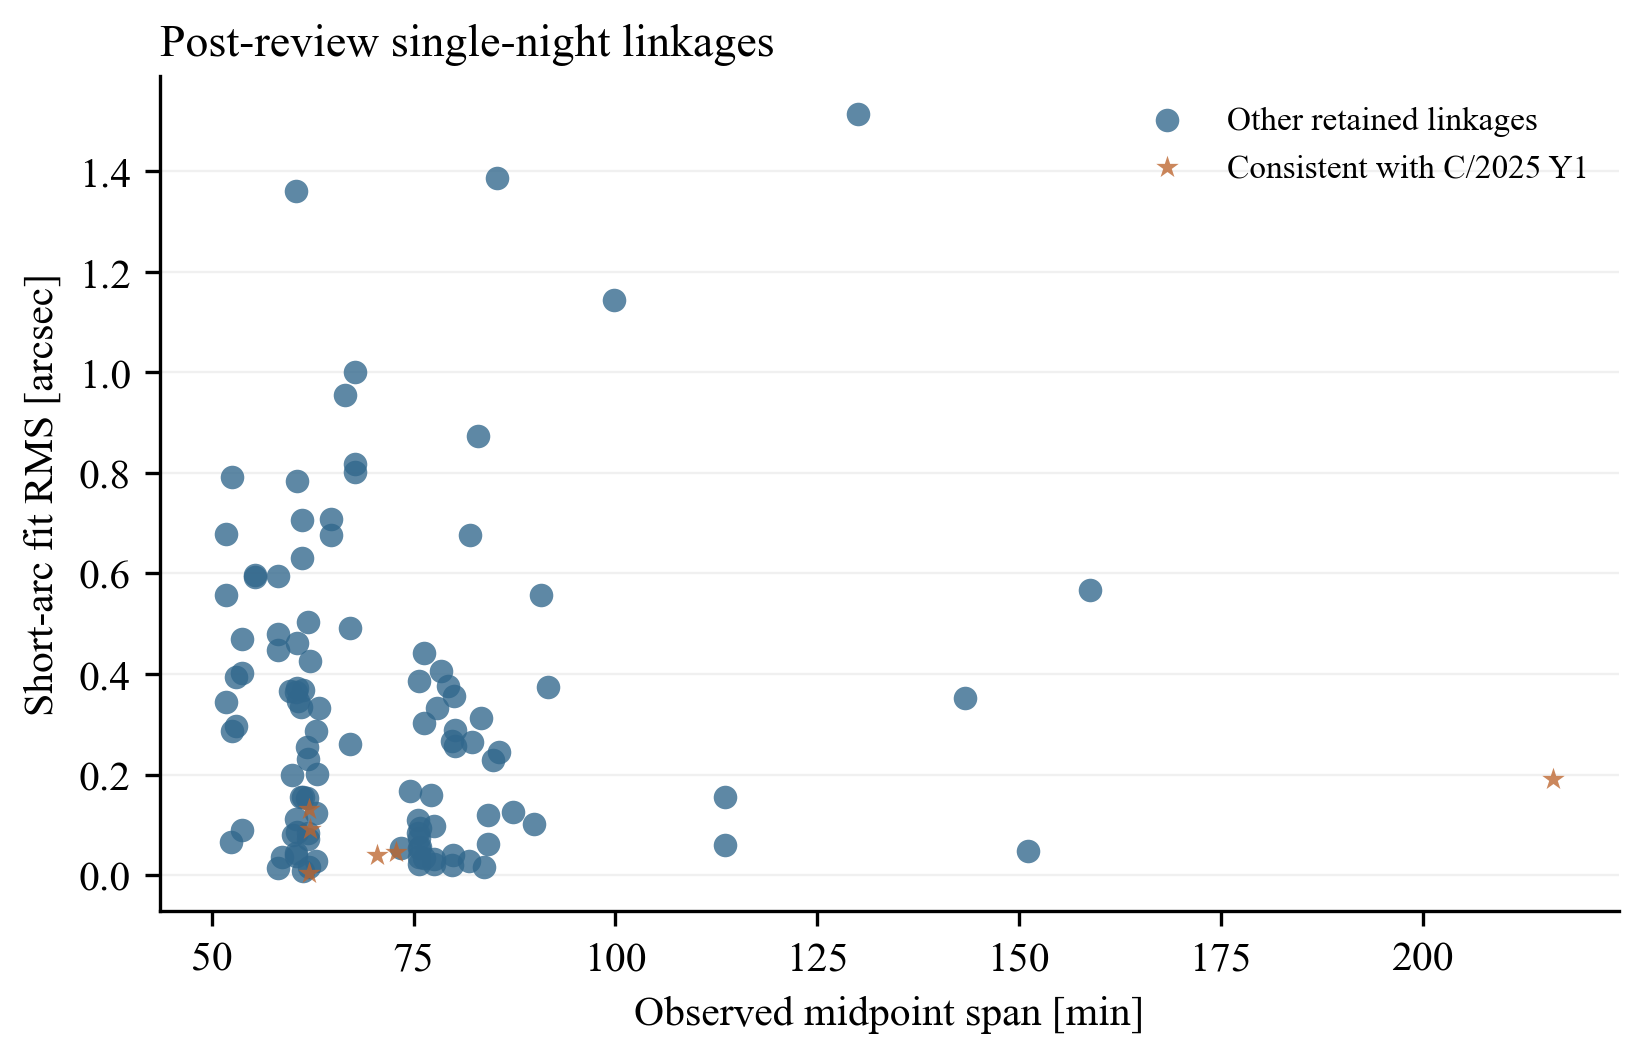 Post-review single-night linkages
Other retained linkages
Consistent with C/2025 Y1
Short-arc fit RMS [arcsec]
1.4
1.2
1.0
0.8
0.6
0.4
0.2
0.0
50 75 100 125 150 175 200
Observed midpoint span [min]